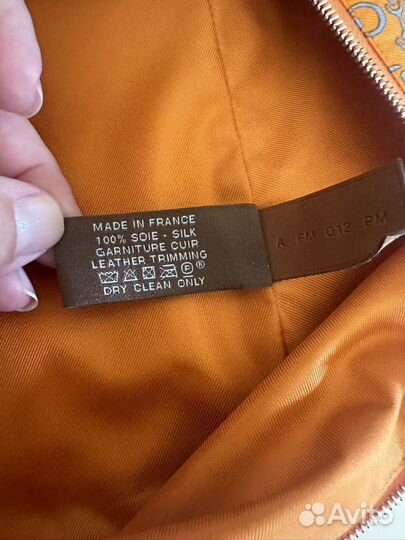 MADE IN FRANCE
100% SOIE - SILK
GARNITURE CUIR
LEATHER TRIMMING
DRY CLEAN ONLY
A FM 012 PM
Avito